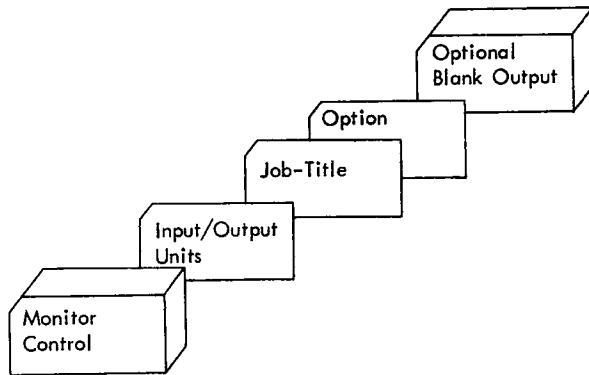 Optional
Blank Output
Option
Job-Title
Input/Output
Units
Monitor
Control